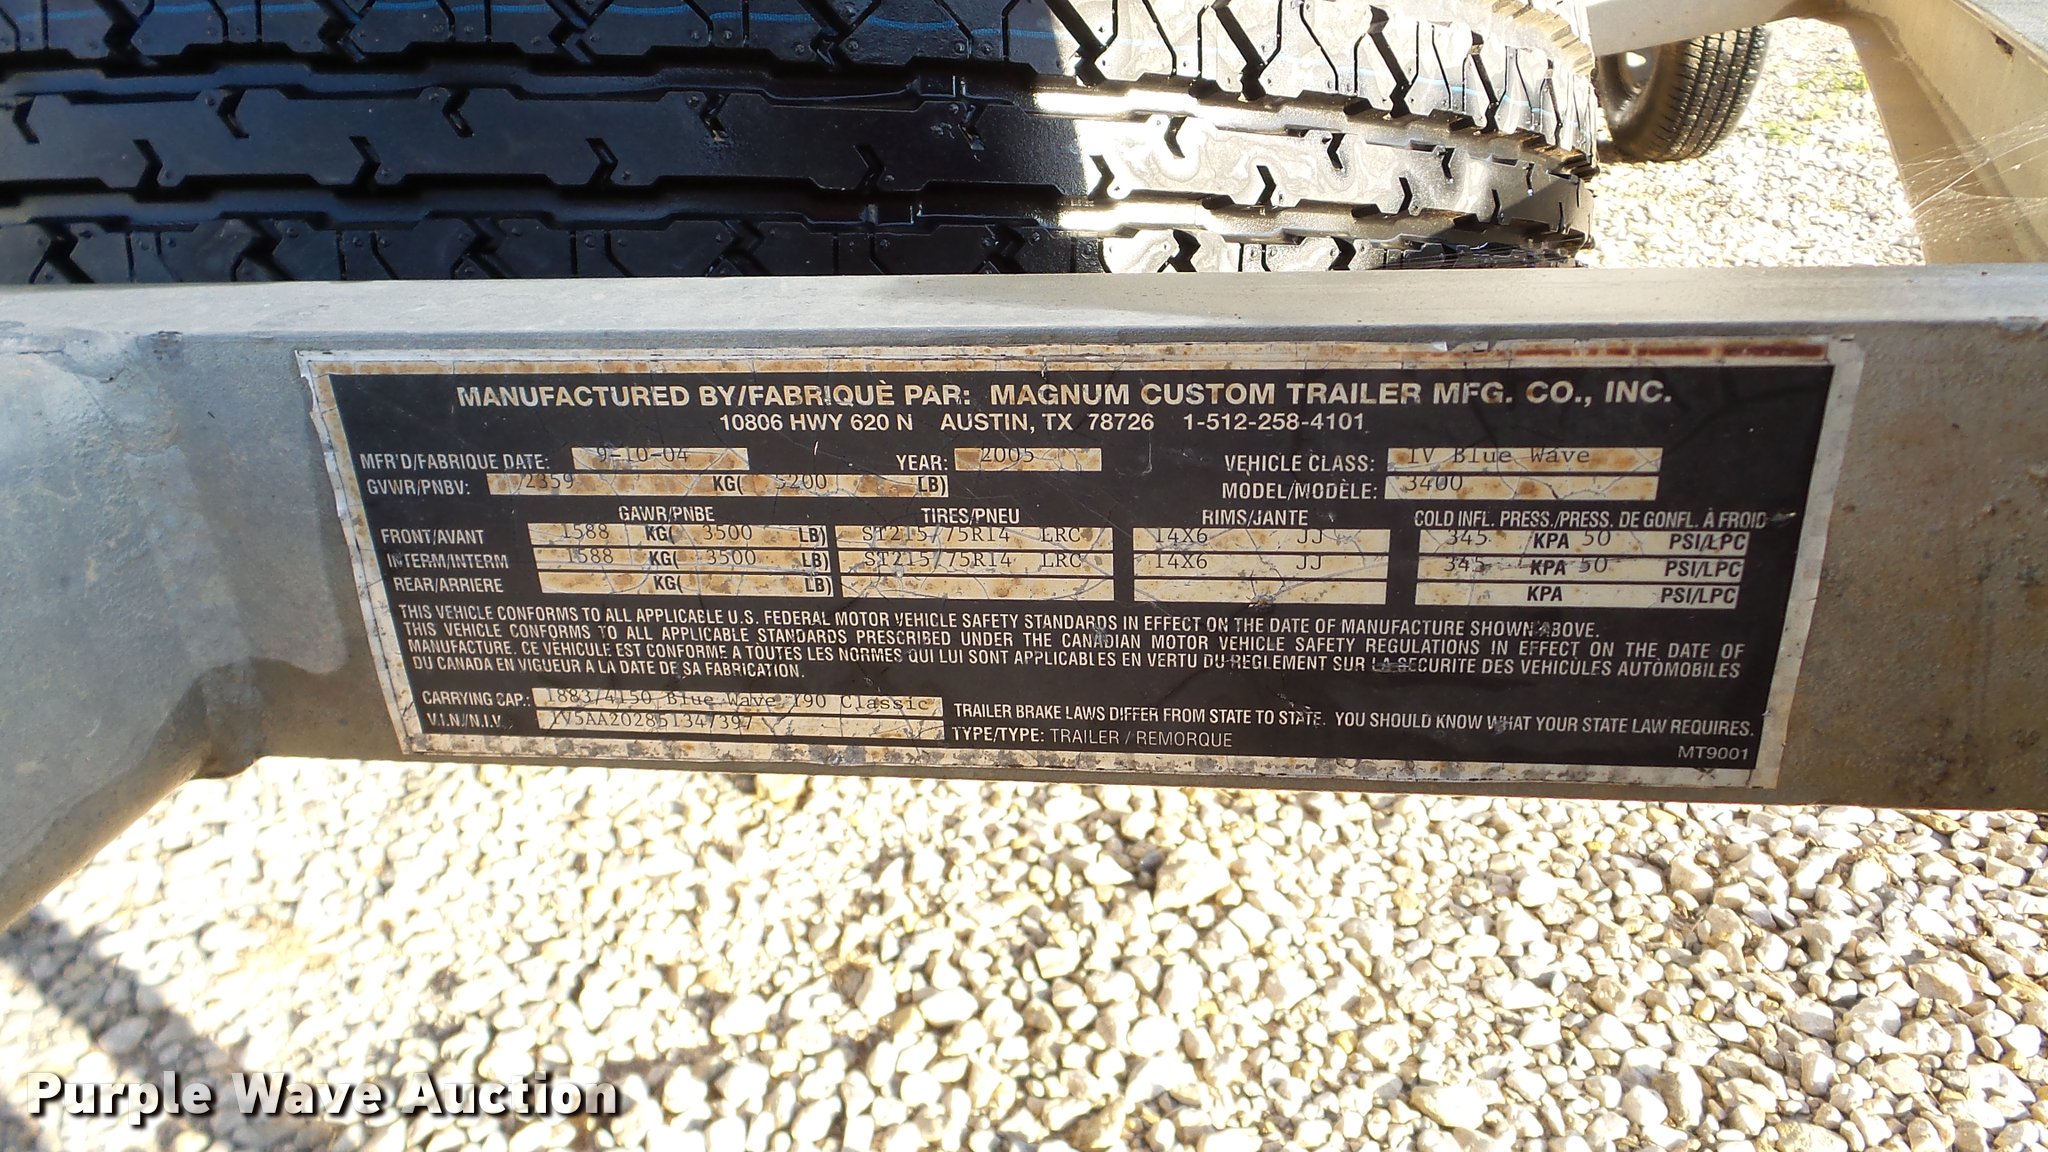 MANUFACTURED BY/FABRIQUÈ PAR: MAGNUM CUSTOM TRAILER MFG. CO., INC.
10806 HWY 620 N AUSTIN, TX 78726 1-512-258-4101
MFR'D/FABRIQUE DATE: 9-10-04 YEAR: 2005 VEHICLE CLASS: IV Blue Wave
GVWR/PNBV: 2359 KG( 5200 LB) MODEL/MODÈLE: 3400
GAWR/PNBE TIRES/PNEU RIMS/JANTE COLD INFL. PRESS./PRESS. DE GONFL. À FROID
FRONT/AVANT 1588 KG( 3500 LB) ST215/75R14 LRC 14X6 JJ 345 KPA 50 PSI/LPC
INTERM/INTERM 1588 KG( 3500 LB) ST215/75R14 LRC 14X6 JJ 345 KPA 50 PSI/LPC
REAR/ARRIERE KG( LB) KPA PSI/LPC
THIS VEHICLE CONFORMS TO ALL APPLICABLE U.S. FEDERAL MOTOR VEHICLE SAFETY STANDARDS IN EFFECT ON THE DATE OF MANUFACTURE SHOWN ABOVE.
THIS VEHICLE CONFORMS TO ALL APPLICABLE STANDARDS PRESCRIBED UNDER THE CANADIAN MOTOR VEHICLE SAFETY REGULATIONS IN EFFECT ON THE DATE OF
MANUFACTURE. CE VEHICULE EST CONFORME A TOUTES LES NORMES QUI LUI SONT APPLICABLES EN VERTU DU REGLEMENT SUR LA SECURITE DES VEHICULES AUTOMOBILES
DU CANADA EN VIGUEUR A LA DATE DE SA FABRICATION.
CARRYING CAP.: 1883/4150 Blue Wave 190 Classic
V.I.N./N.I.V. 1V5AA202851347397
TRAILER BRAKE LAWS DIFFER FROM STATE TO STATE. YOU SHOULD KNOW WHAT YOUR STATE LAW REQUIRES.
TYPE/TYPE: TRAILER / REMORQUE
MT9001
Purple Wave Auction